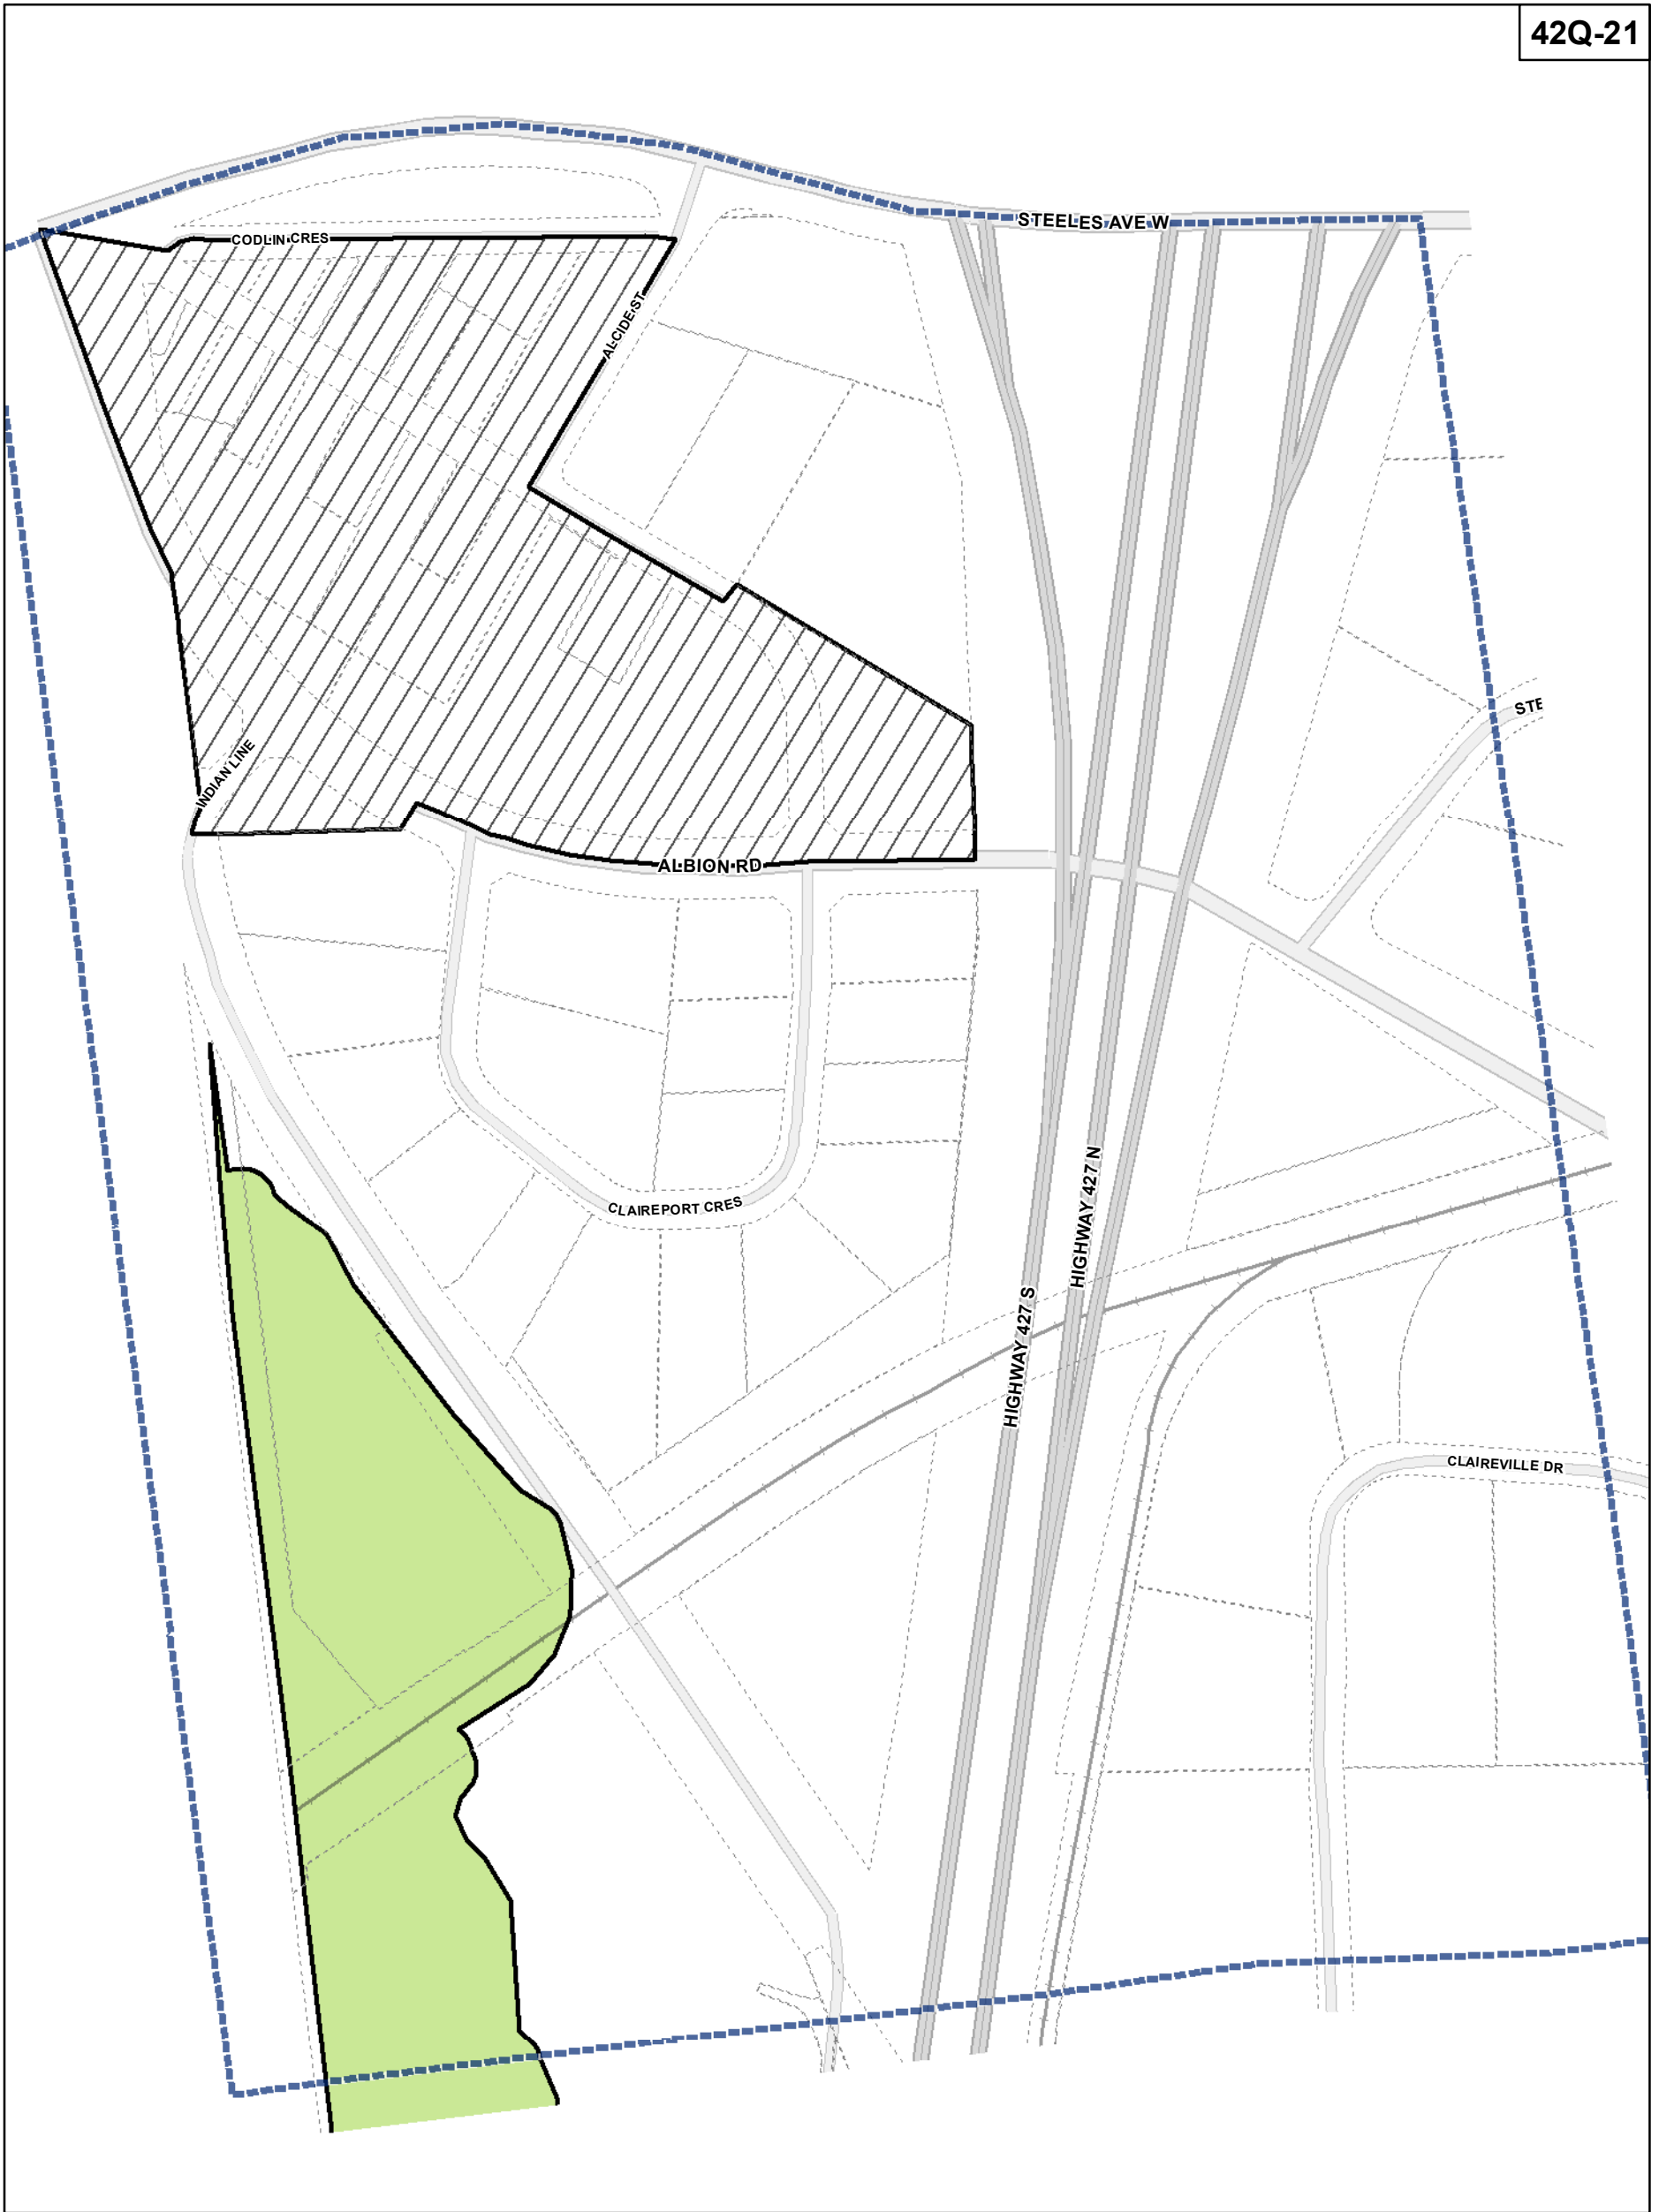 42Q-21
STEELES AVE W
CODLIN CRES
ALCIDE ST
STE
INDIAN LINE
ALBION RD
CLAIREPORT CRES
HIGHWAY 427 N
HIGHWAY 427 S
CLAIREVILLE DR